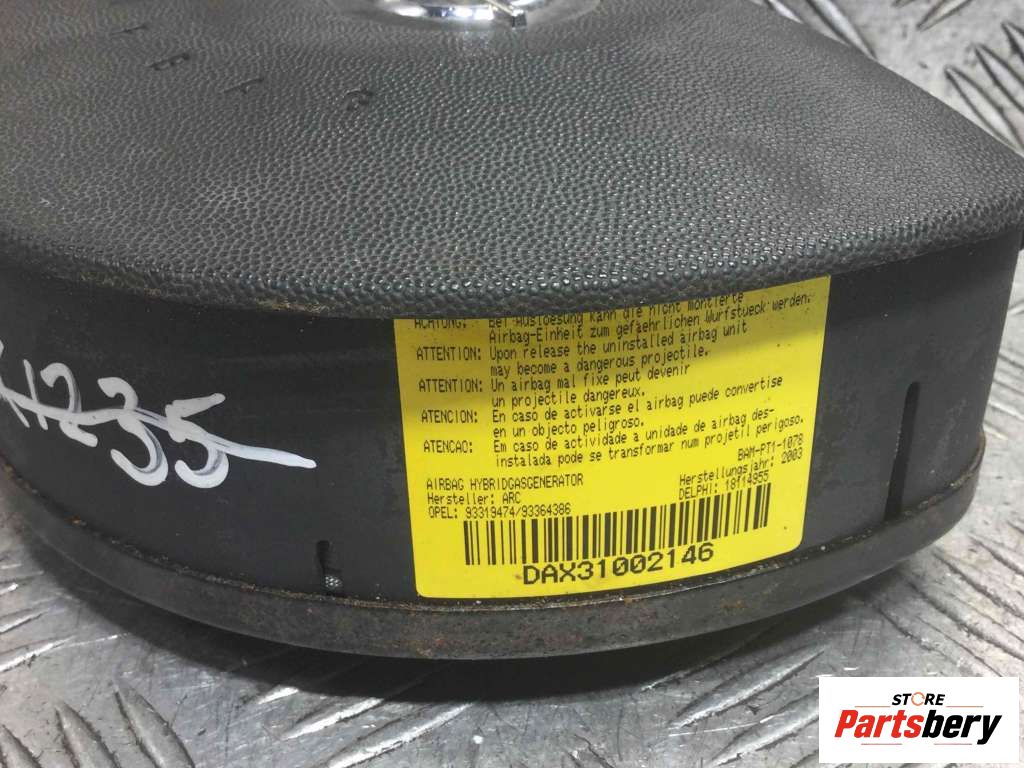 ACHTUNG: Bei Ausloesung kann die nicht montierte
Airbag-Einheit zum gefaehrlichen Wurfstueck werden.
ATTENTION: Upon release the uninstalled airbag unit
may become a dangerous projectile.
ATTENTION: Un airbag mal fixe peut devenir
un projectile dangereux.
ATENCION: En caso de activarse el airbag puede convertise
en un objecto peligroso.
ATENCAO: Em caso de actividade a unidade de airbag des-
instalada pode se transformar num projetil perigoso.
BAM-PT1-1078
AIRBAG HYBRIDGASGENERATOR
Herstellungsjahr: 2003
Hersteller: ARC
DELPHI: 18114955
OPEL: 93319474/93364386
DAX31002146
1235
STORE
Partsbery